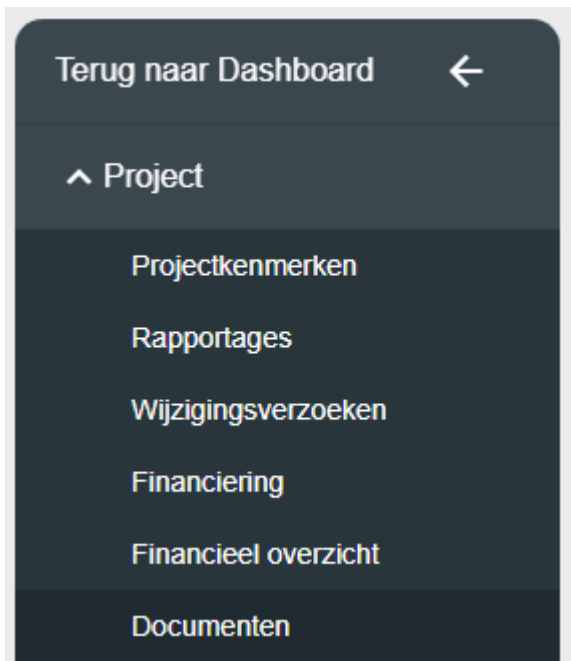 Terug naar Dashboard
Project
Projectkenmerken
Rapportages
Wijzigingsverzoeken
Financiering
Financieel overzicht
Documenten